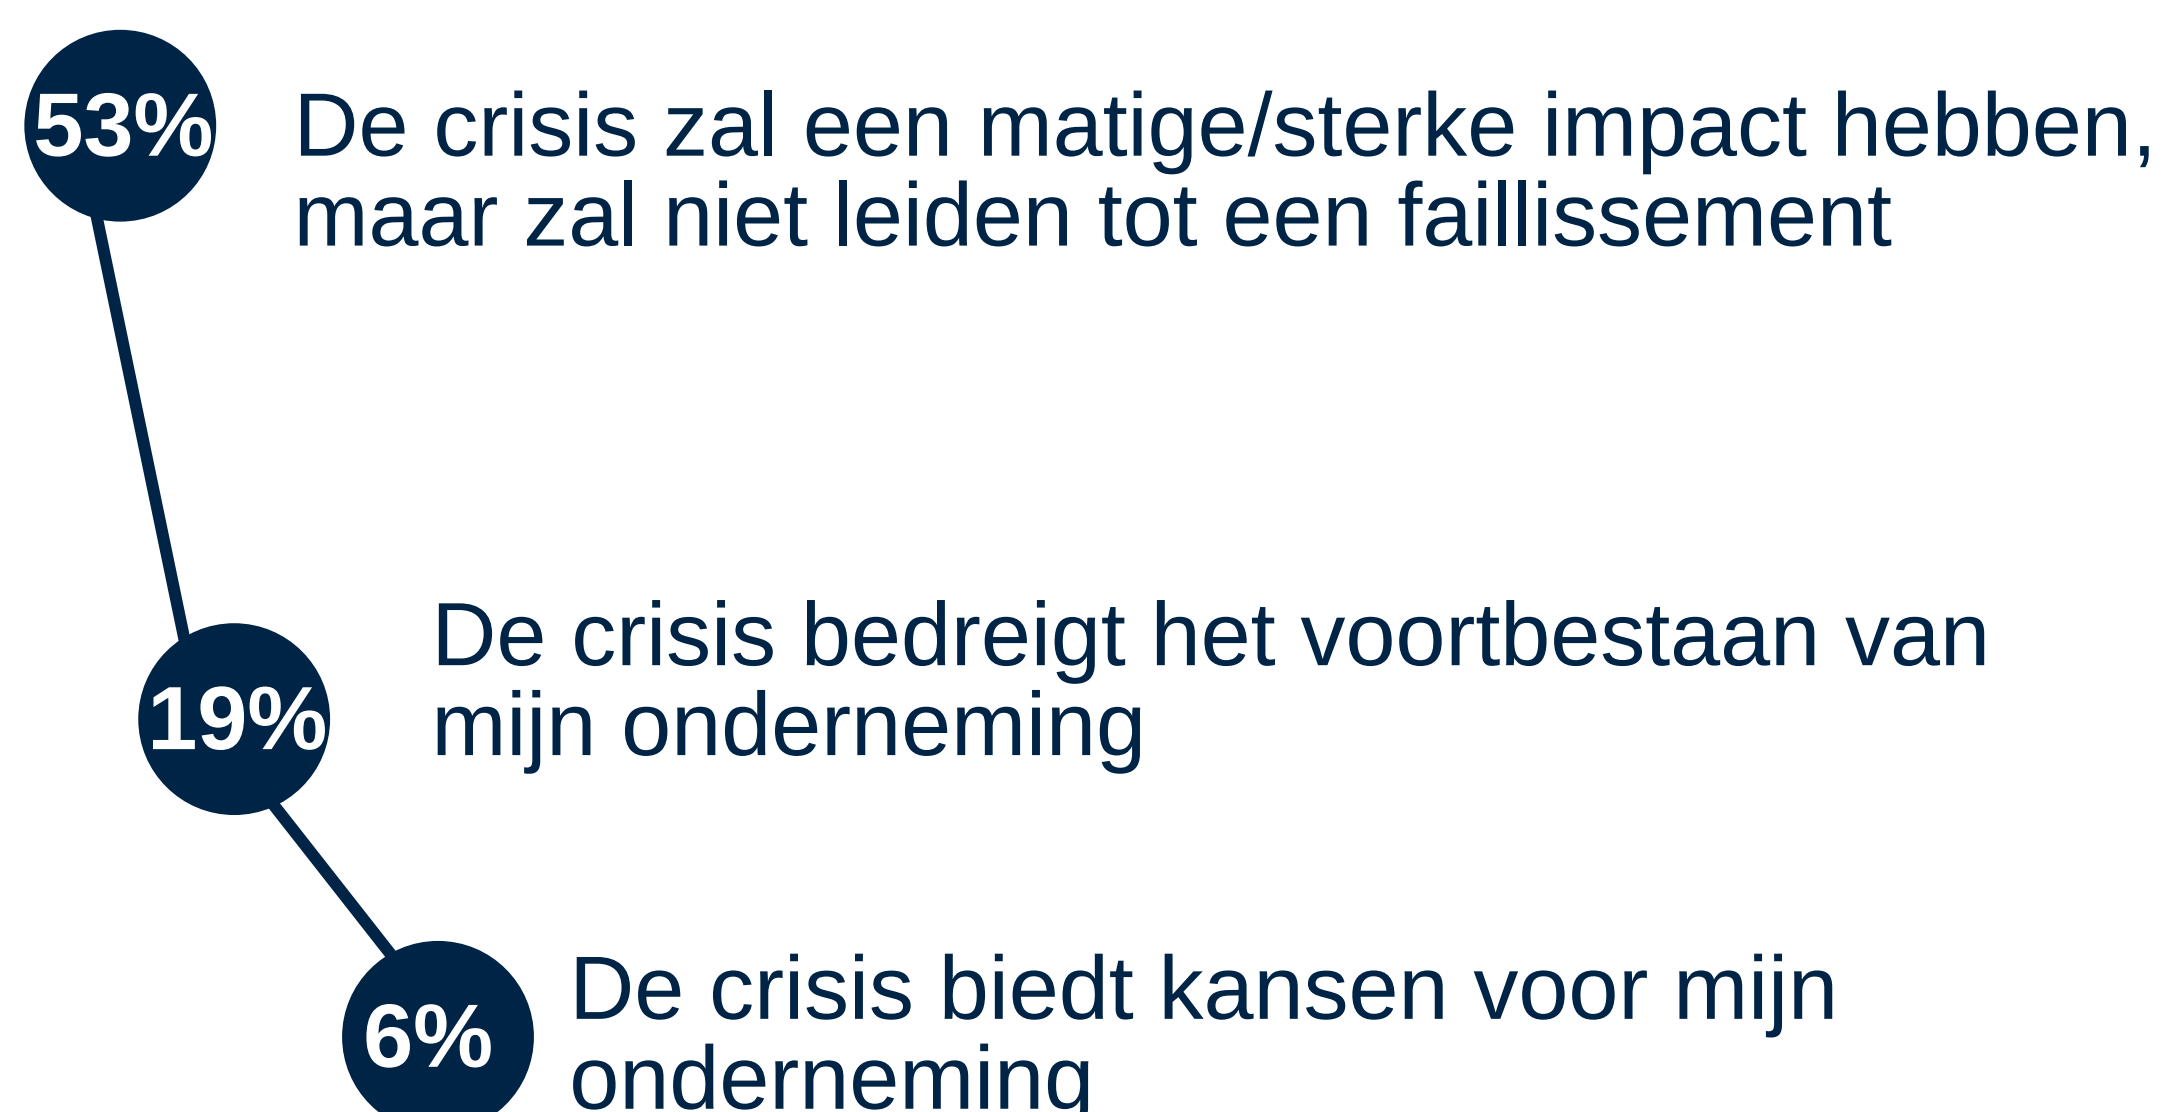 53%
De crisis zal een matige/sterke impact hebben,
maar zal niet leiden tot een faillissement
19%
De crisis bedreigt het voortbestaan van
mijn onderneming
6%
De crisis biedt kansen voor mijn
onderneming